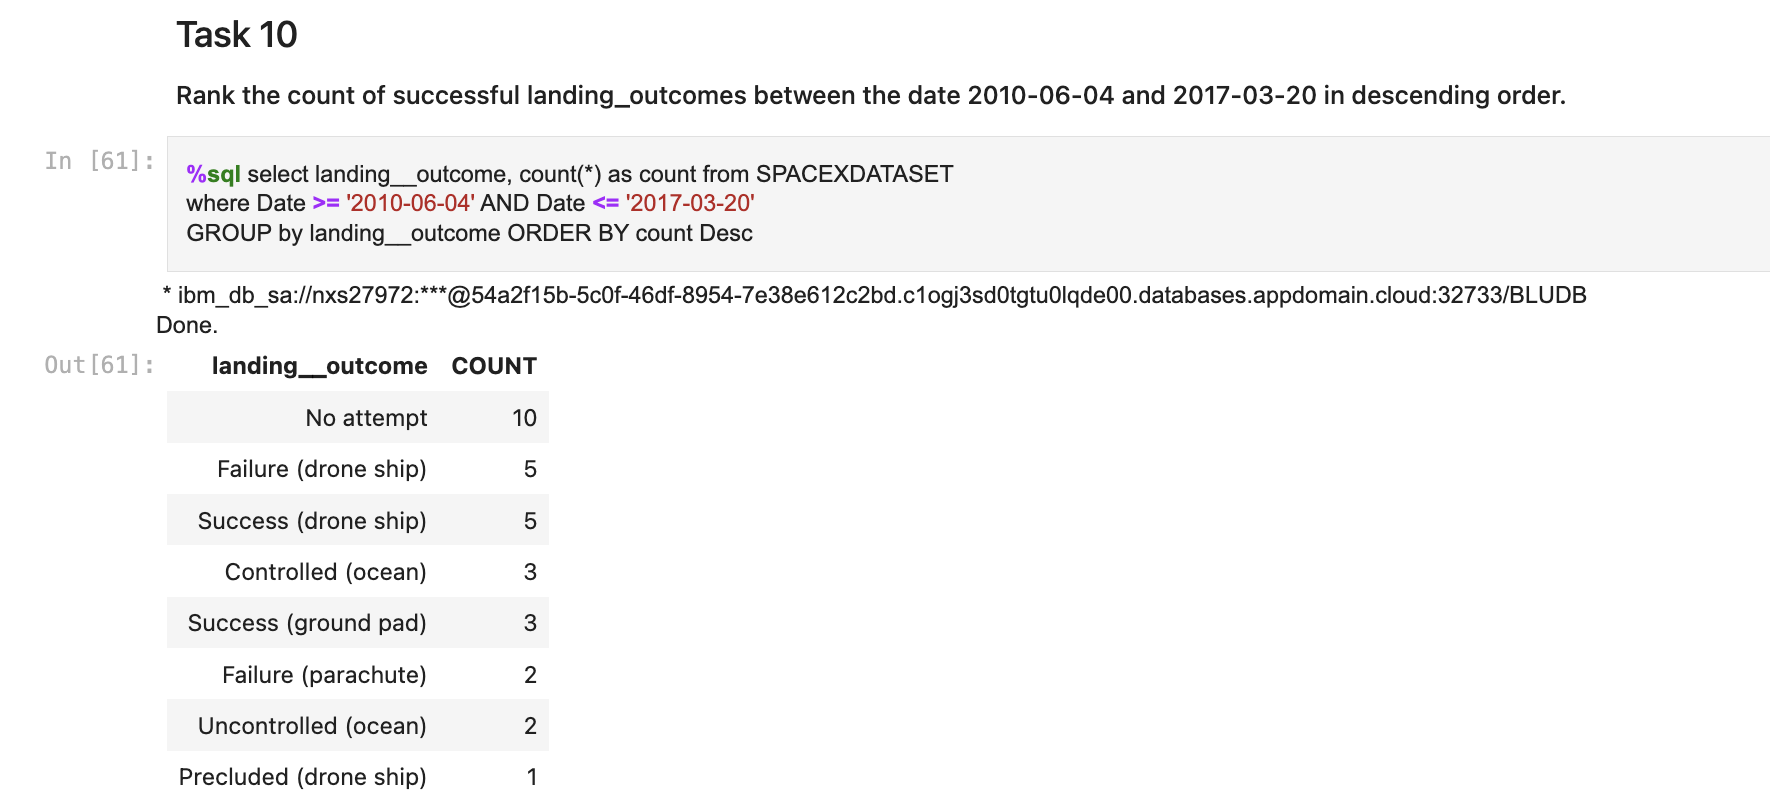 Task 10
Rank the count of successful landing_outcomes between the date 2010-06-04 and 2017-03-20 in descending order.
In [61]:
%sql select landing__outcome, count(*) as count from SPACEXDATASET
where Date >= '2010-06-04' AND Date <= '2017-03-20'
GROUP by landing__outcome ORDER BY count Desc
* ibm_db_sa://nxs27972:***@54a2f15b-5c0f-46df-8954-7e38e612c2bd.c1ogj3sd0tgtu0lqde00.databases.appdomain.cloud:32733/BLUDB
Done.
Out[61]:
landing__outcome COUNT
No attempt 10
Failure (drone ship) 5
Success (drone ship) 5
Controlled (ocean) 3
Success (ground pad) 3
Failure (parachute) 2
Uncontrolled (ocean) 2
Precluded (drone ship) 1